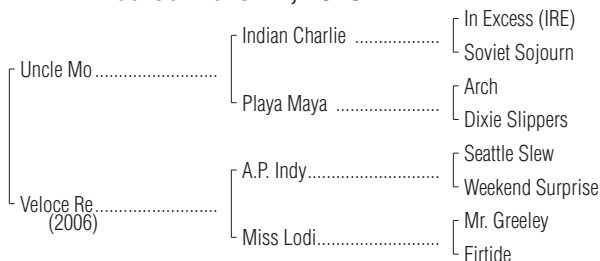 In Excess (IRE)
Indian Charlie ...................
Soviet Sojourn
Uncle Mo ...........................
Arch
Playa Maya .......................
Dixie Slippers
Seattle Slew
A.P. Indy.............................
Weekend Surprise
Veloce Re...........................
(2006)
Mr. Greeley
Miss Lodi...........................
Firtide